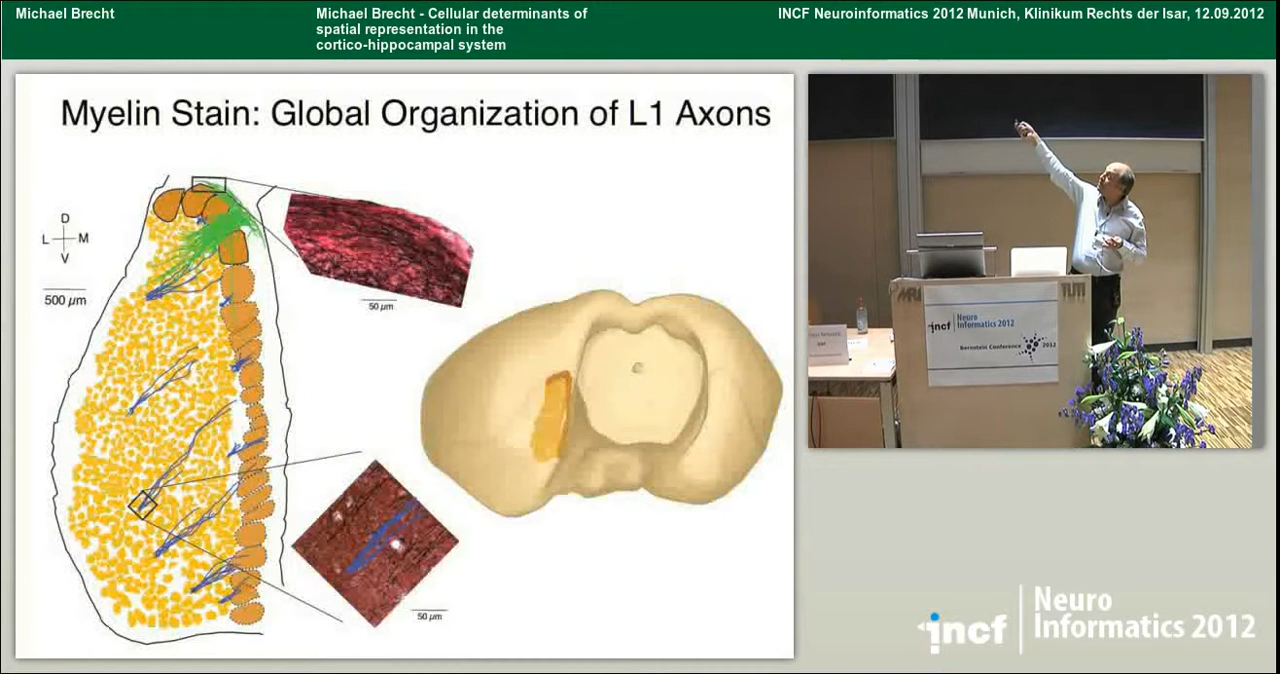 Michael Brecht
Michael Brecht - Cellular determinants of
spatial representation in the
cortico-hippocampal system
INCF Neuroinformatics 2012 Munich, Klinikum Rechts der Isar, 12.09.2012
Myelin Stain: Global Organization of L1 Axons
D
L M
V
500 µm
50 µm
50 µm
MRI
TUM
incf
Neuro
Informatics 2012
Bernstein Conference 2012
incf
Neuro
Informatics 2012